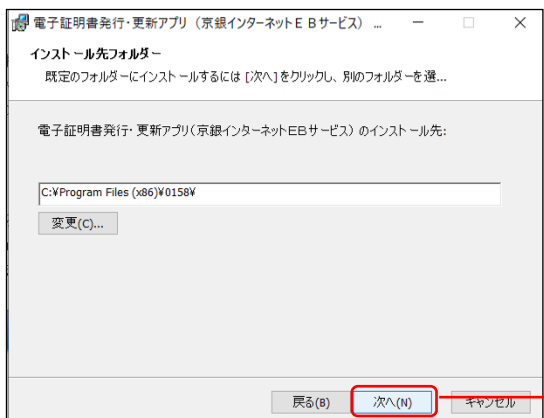 電子証明書発行・更新アプリ（京銀インターネットＥＢサービス） ...
インストール先フォルダー
既定のフォルダーにインストールするには [次へ] をクリックし、別のフォルダーを選...
電子証明書発行・更新アプリ（京銀インターネットＥＢサービス） のインストール先:
C:¥Program Files (x86)¥0158¥
変更(C)...
戻る(B) 次へ(N) キャンセル